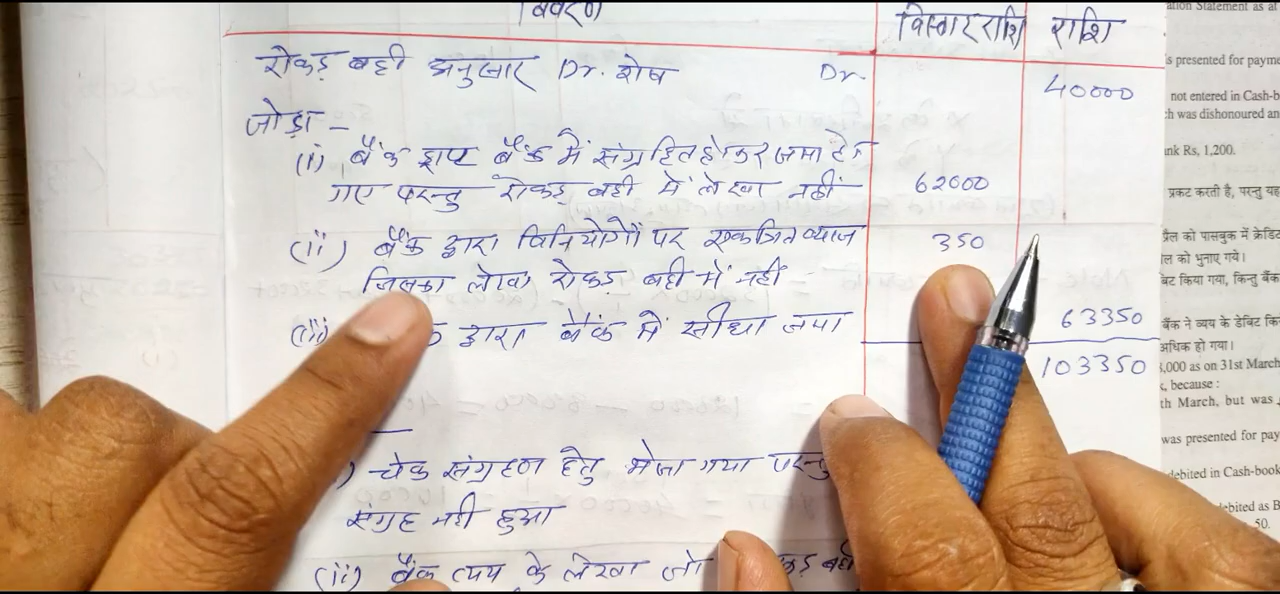 विवरण विस्तार राशि राशि
रोकड़ बही अनुसार Dr. शेष Dr. 40000
जोड़ा -
(i) बैंक ड्राफ्ट बैंक में संग्रहित होकर जमा हो
गए परन्तु रोकड़ बही में लेखा नहीं 62000
(ii) बैंक द्वारा विनियोगों पर एकत्रित ब्याज 350
जिसका लेखा रोकड़ बही में नहीं
(iii) द्वारा बैंक में सीधा जमा 63350
103350
) चेक संग्रहण हेतु भेजा गया परन्तु
संग्रह नहीं हुआ
(ii) बैंक व्यय के लेखा जो बही
ation Statement as at
s presented for payme
not entered in Cash-b
ch was dishonoured an
ank Rs, 1,200.
प्रकट करती है, परन्तु यह
प्रैल को पासबुक में क्रेडि
ल को भुनाए गये।
बेट किया गया, किन्तु बैंक
बैंक ने व्यय के डेबिट कि
अधिक हो गया।
,000 as on 31st March
, because :
th March, but was
was presented for pay
debited in Cash-book
ebited as B
50.